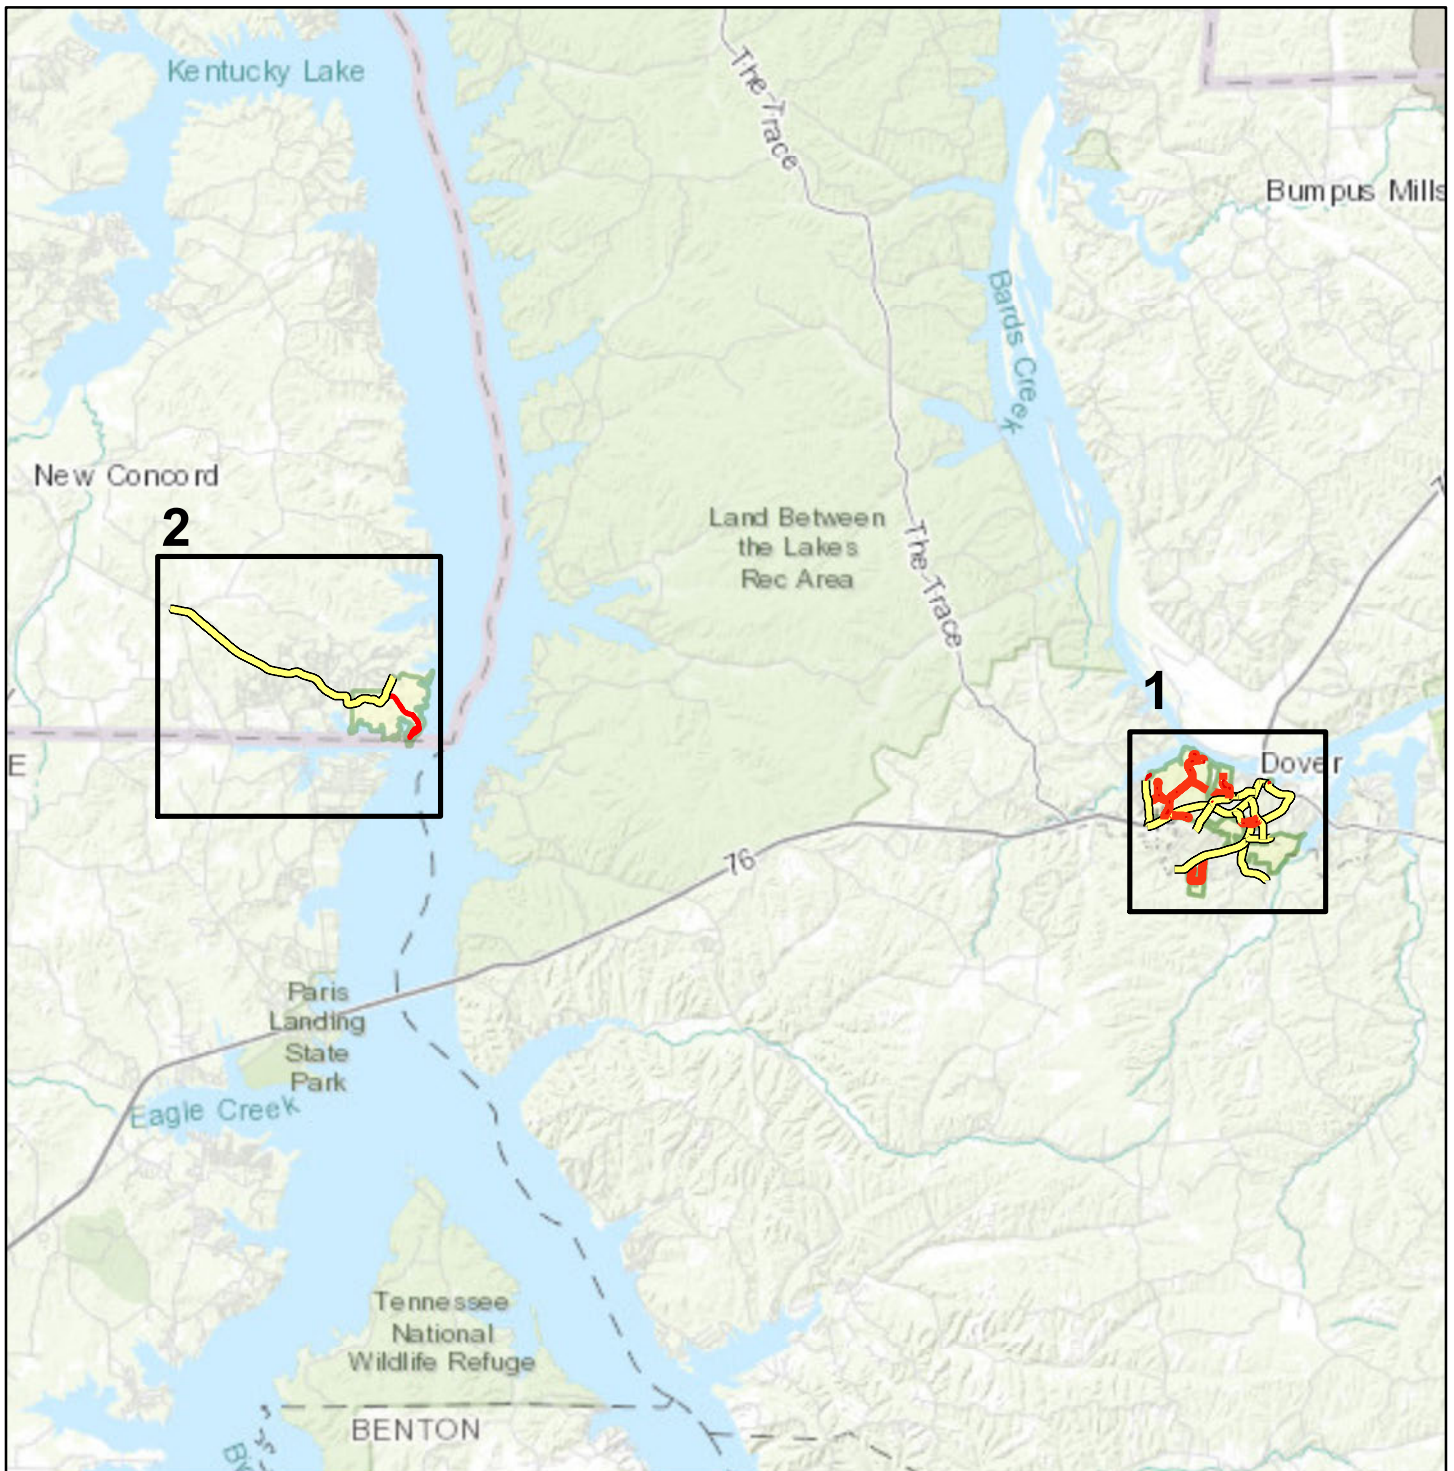 Kentucky Lake
The Trace
Bumpus Mills
Bards Creek
New Concord
2
Land Between
the Lakes
Rec Area
The Trace
1
E
Dover
76
Paris
Landing
State
Park
Eagle Creek
Tennessee
National
Wildlife Refuge
BENTON